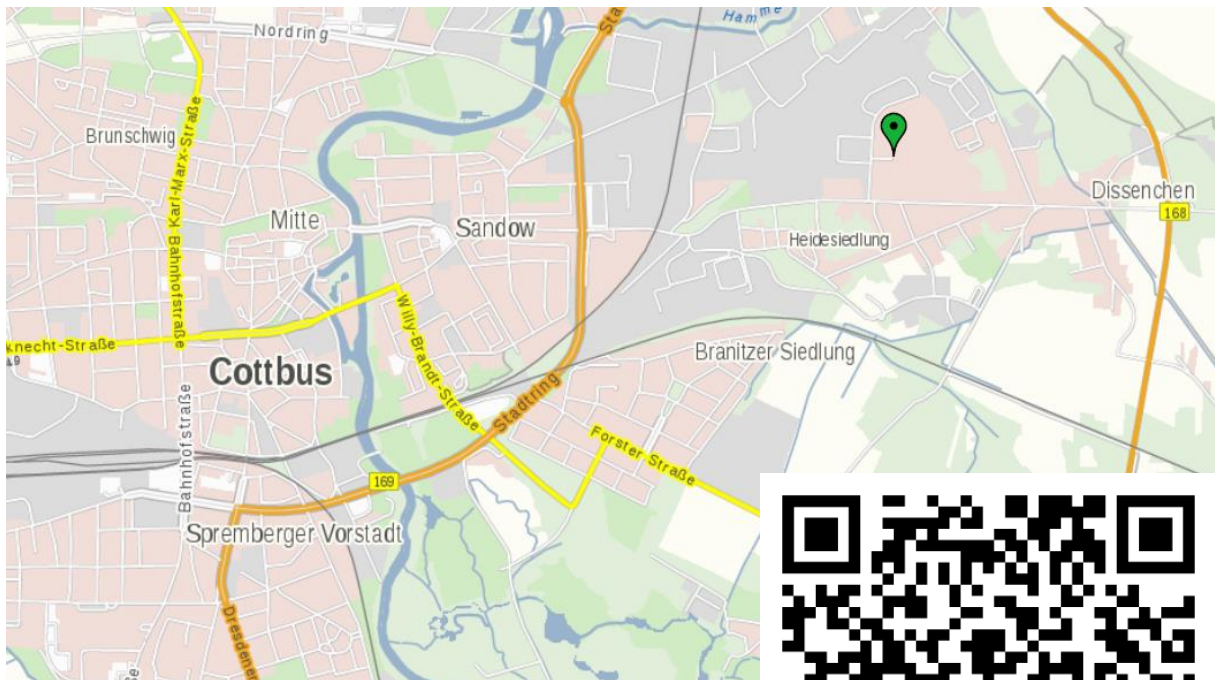 Nordring
Sta
Hamme
Brunschwig
Karl-Marx-Straße
Bahnhofstraße
Mitte
Sandow
Dissenchen
168
Heidesiedlung
knecht-Straße
Willy-Brandt-Straße
Cottbus
Branitzer Siedlung
Stadtring
Bahnhofstraße
Forster Straße
169
Spremberger Vorstadt
Dresdener